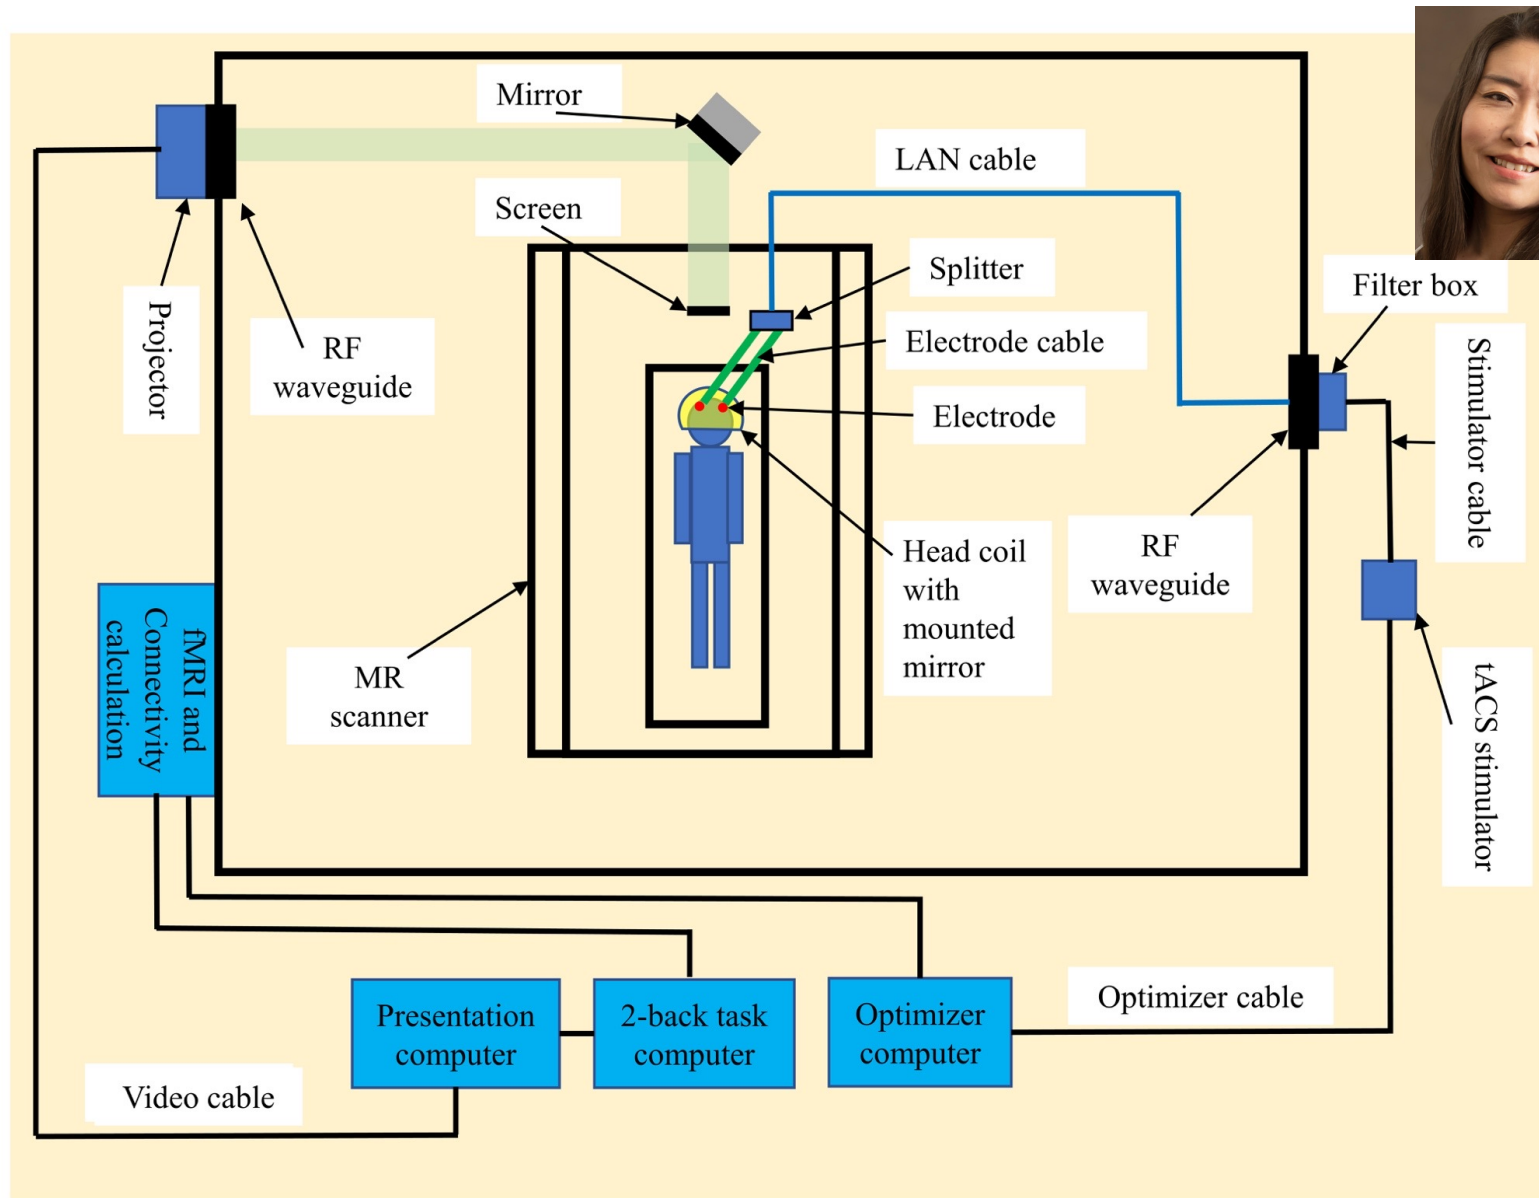 Mirror
LAN cable
Screen
Splitter
Filter box
Projector
RF
waveguide
Electrode cable
Electrode
Stimulator cable
Head coil
with
mounted
mirror
RF
waveguide
fMRI and
Connectivity
calculation
MR
scanner
tACS stimulator
Presentation
computer
2-back task
computer
Optimizer
computer
Optimizer cable
Video cable